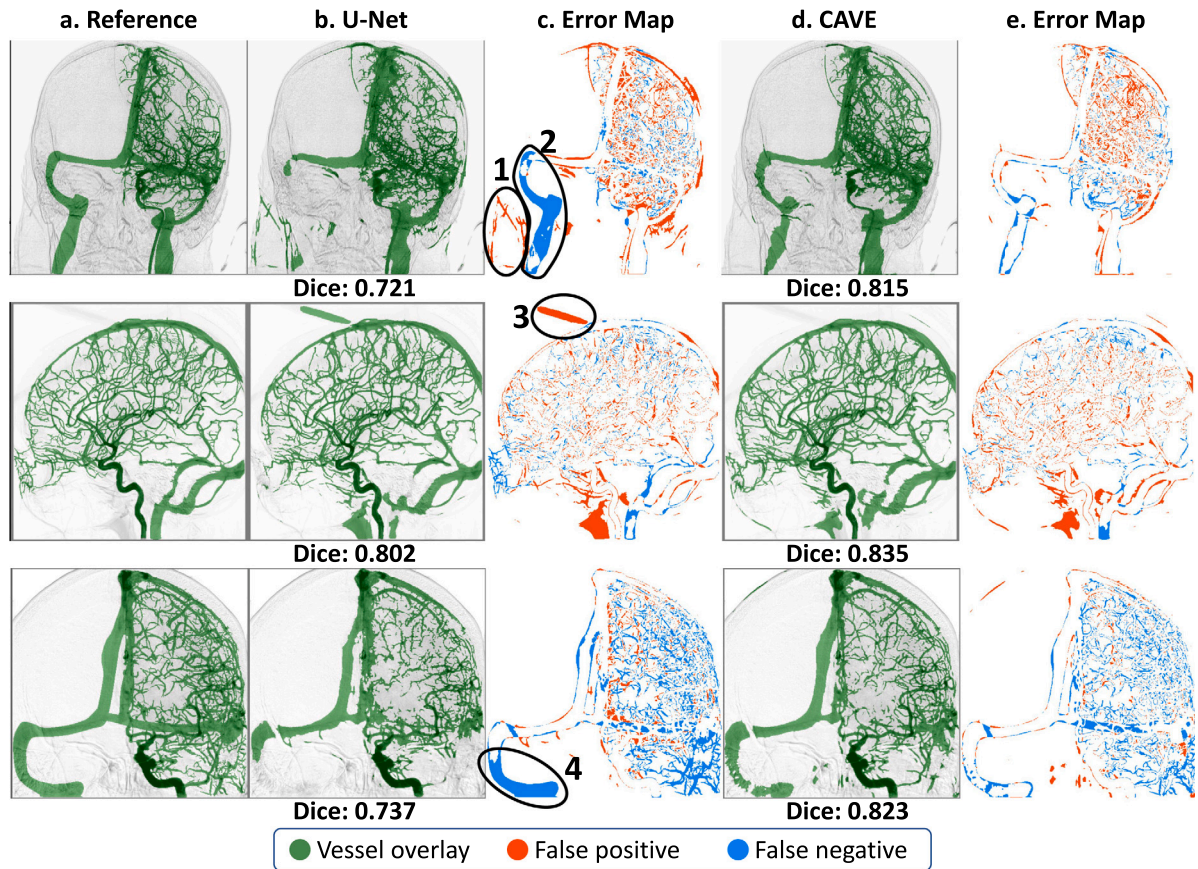 a. Reference b. U-Net c. Error Map d. CAVE e. Error Map
1 2
Dice: 0.721 Dice: 0.815
3
Dice: 0.802 Dice: 0.835
4
Dice: 0.737 Dice: 0.823
Vessel overlay False positive False negative